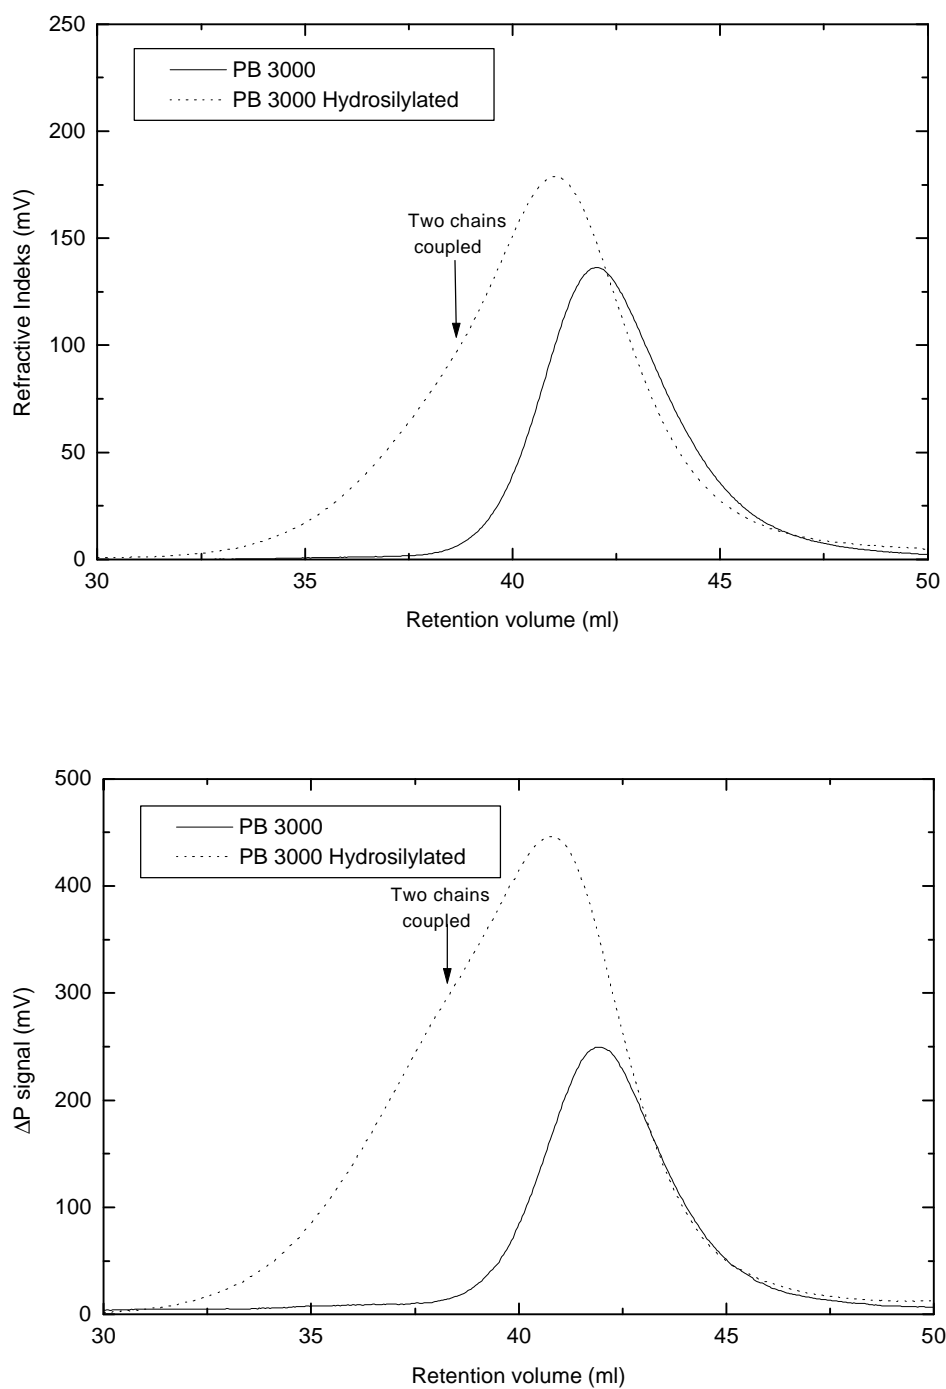 250
200
150
100
50
0
Refractive Indeks (mV)
PB 3000
PB 3000 Hydrosilylated
Two chains
coupled
30 35 40 45 50
Retention volume (ml)
500
400
300
200
100
0
ΔP signal (mV)
PB 3000
PB 3000 Hydrosilylated
Two chains
coupled
30 35 40 45 50
Retention volume (ml)